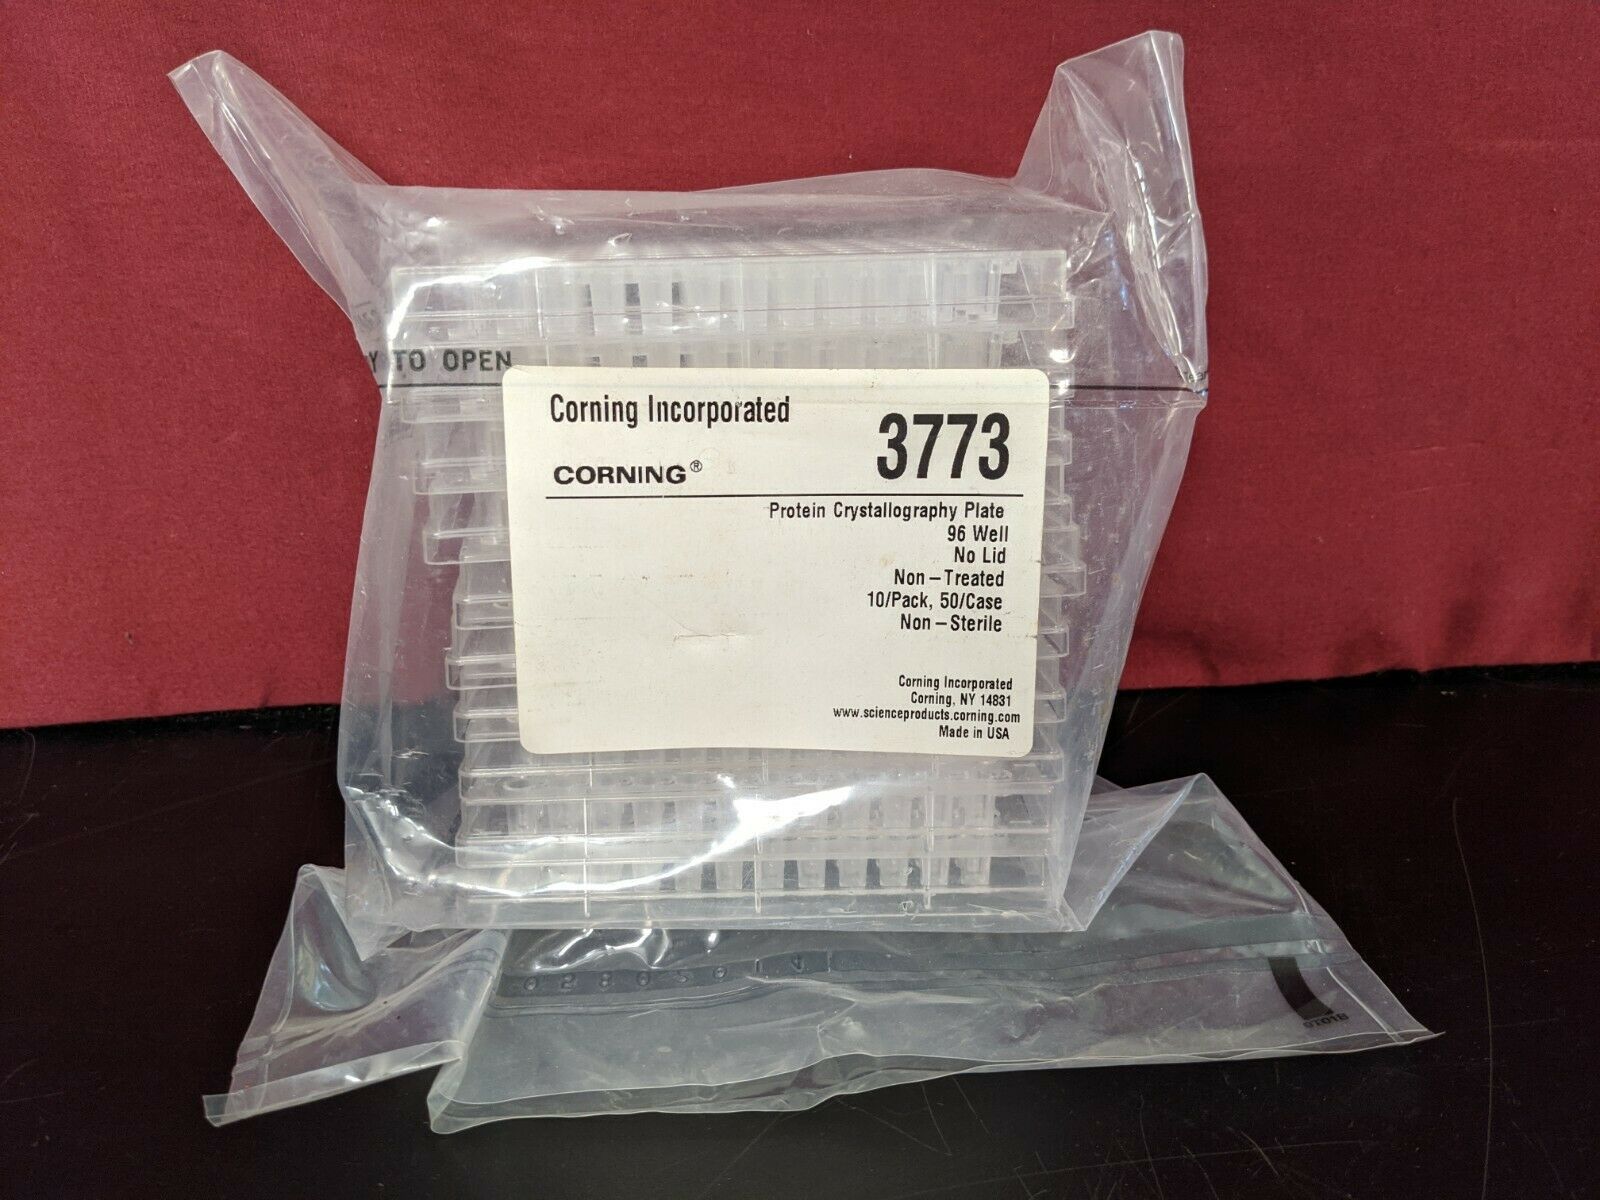 Y TO OPEN
Corning Incorporated
3773
CORNING®
Protein Crystallography Plate
96 Well
No Lid
Non-Treated
10/Pack, 50/Case
Non-Sterile
Corning Incorporated
Corning, NY 14831
www.scienceproducts.corning.com
Made in USA